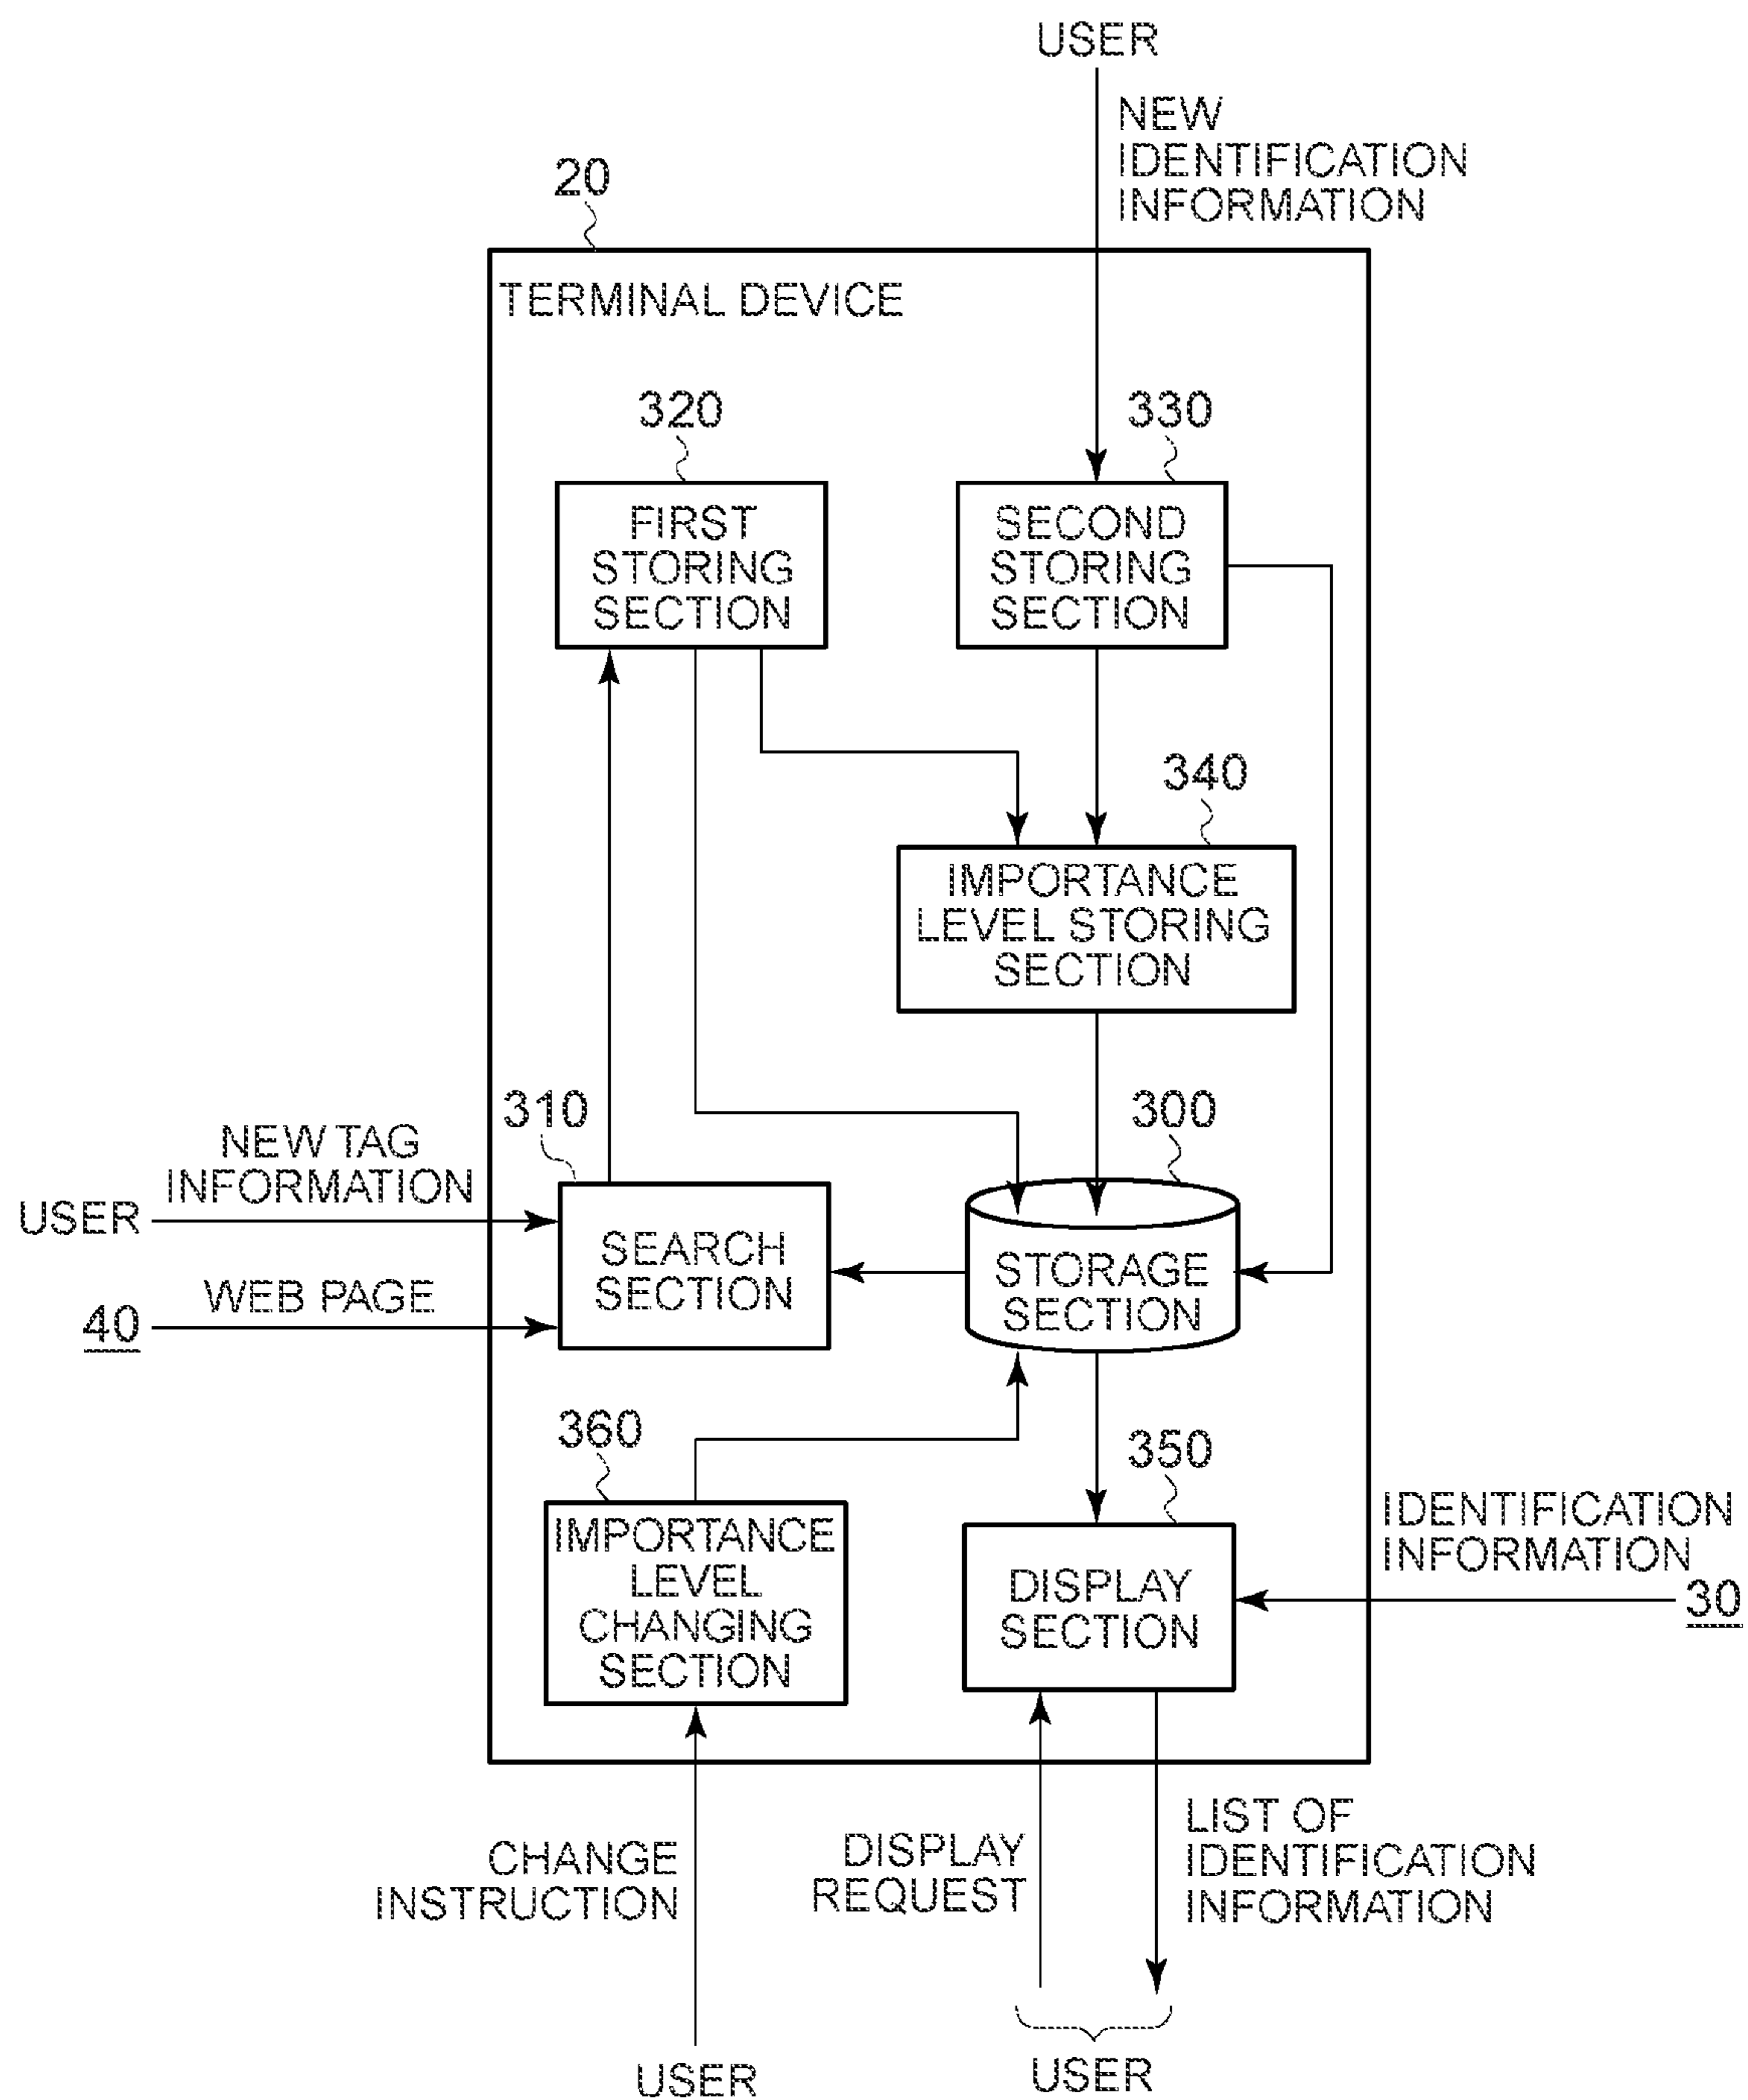 USER
NEW
IDENTIFICATION
INFORMATION
20
TERMINAL DEVICE
320
330
FIRST
STORING
SECTION
SECOND
STORING
SECTION
340
IMPORTANCE
LEVEL STORING
SECTION
310
300
NEW TAG
INFORMATION
USER
SEARCH
SECTION
STORAGE
SECTION
WEB PAGE
40
360
350
IMPORTANCE
LEVEL
CHANGING
SECTION
DISPLAY
SECTION
IDENTIFICATION
INFORMATION
30
CHANGE
INSTRUCTION
DISPLAY
REQUEST
LIST OF
IDENTIFICATION
INFORMATION
USER
USER